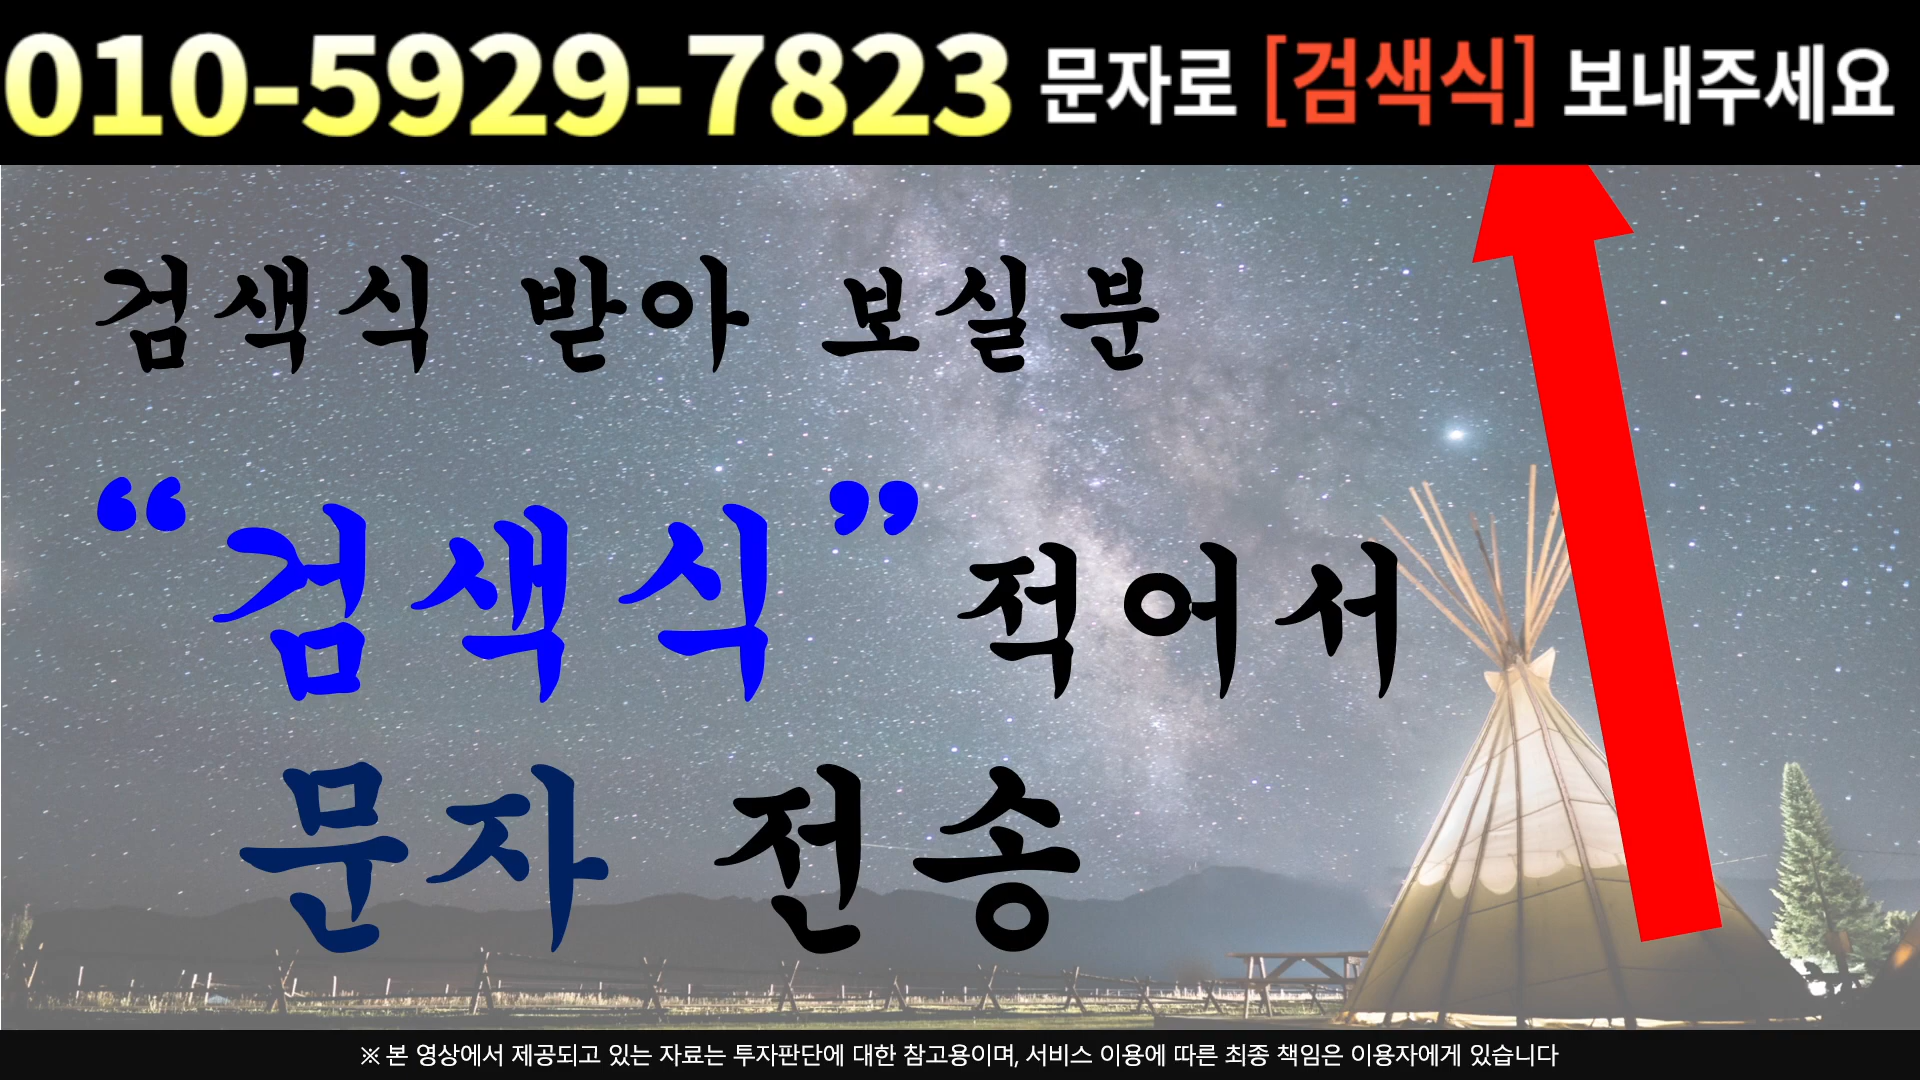 010-5929-7823 문자로 [검색식] 보내주세요
검색식 받아 보실분
“검색식” 적어서
문자 전송
※ 본 영상에서 제공되고 있는 자료는 투자판단에 대한 참고용이며, 서비스 이용에 따른 최종 책임은 이용자에게 있습니다